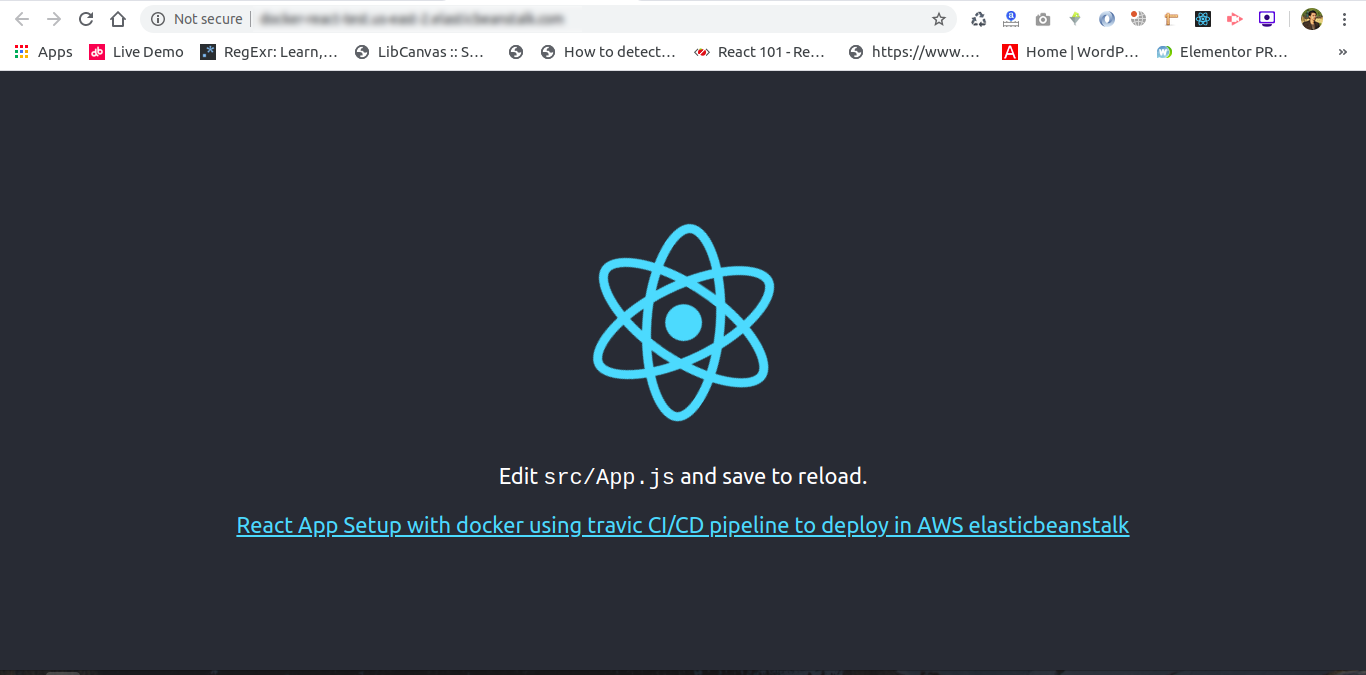 Not secure
Apps Live Demo RegExr: Learn,… LibCanvas :: S… How to detect… React 101 - Re… https://www.… Home | WordP… Elementor PR… »
Edit src/App.js and save to reload.
React App Setup with docker using travic CI/CD pipeline to deploy in AWS elasticbeanstalk